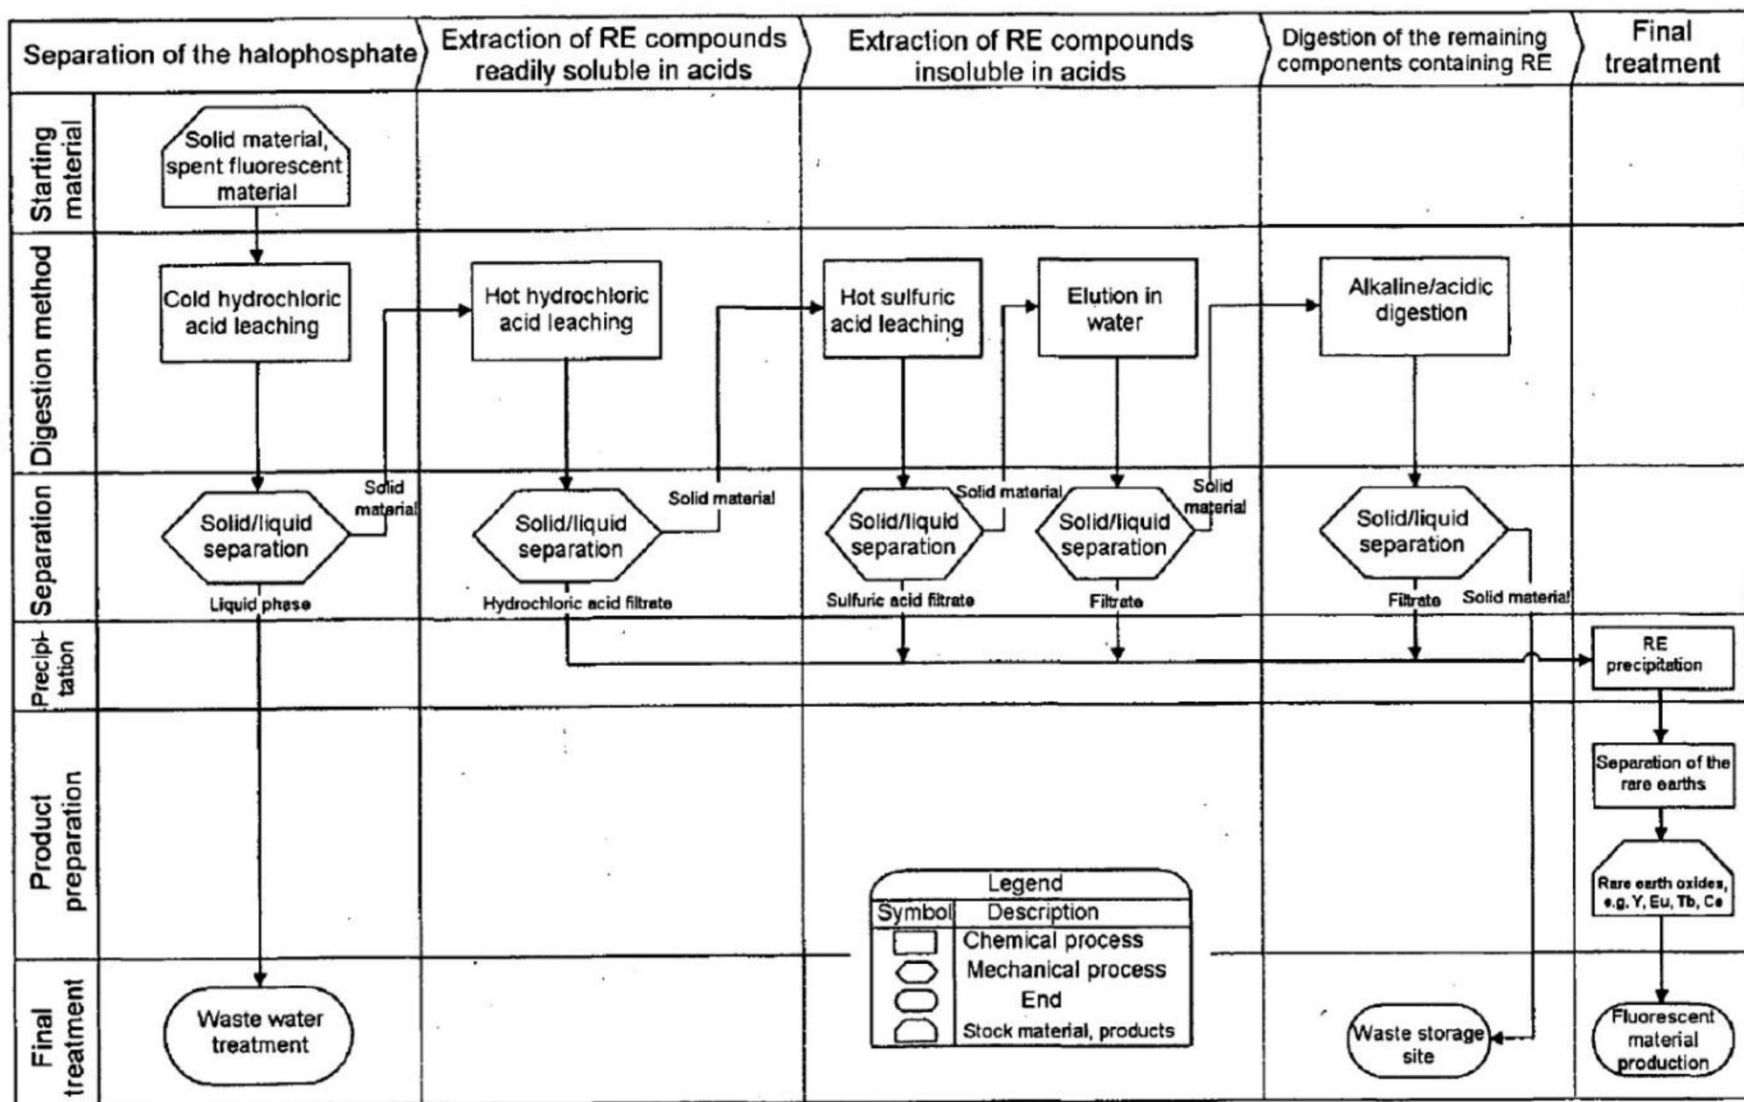 Separation of the halophosphate
Extraction of RE compounds
readily soluble in acids
Extraction of RE compounds
insoluble in acids
Digestion of the remaining
components containing RE
Final
treatment
Starting
material
Solid material,
spent fluorescent
material
Digestion method
Cold hydrochloric
acid leaching
Hot hydrochloric
acid leaching
Hot sulfuric
acid leaching
Elution in
water
Alkaline/acidic
digestion
Separation
Solid/liquid
separation
Solid
material
Solid/liquid
separation
Solid material
Solid/liquid
separation
Solid material
Solid/liquid
separation
Solid
material
Solid/liquid
separation
Liquid phase
Hydrochloric acid filtrate
Sulfuric acid filtrate
Filtrate
Filtrate
Solid material
Precipi-
tation
RE
precipitation
Product
preparation
Separation of the
rare earths
Rare earth oxides,
e.g. Y, Eu, Tb, Ce
Legend
Symbol
Description
Chemical process
Mechanical process
End
Stock material, products
Final
treatment
Waste water
treatment
Waste storage
site
Fluorescent
material
production